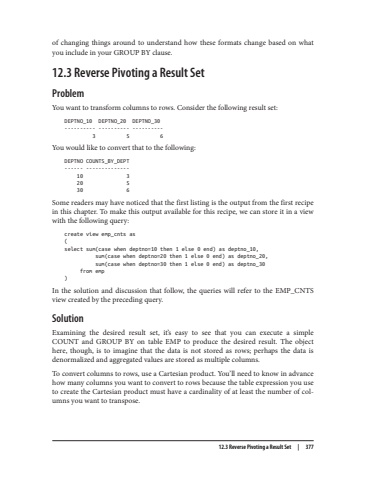 of changing things around to understand how these formats change based on what
you include in your GROUP BY clause.
12.3 Reverse Pivoting a Result Set
Problem
You want to transform columns to rows. Consider the following result set:
DEPTNO_10 DEPTNO_20 DEPTNO_30
---------- ---------- ----------
3 5 6
You would like to convert that to the following:
DEPTNO COUNTS_BY_DEPT
------ --------------
10 3
20 5
30 6
Some readers may have noticed that the first listing is the output from the first recipe
in this chapter. To make this output available for this recipe, we can store it in a view
with the following query:
create view emp_cnts as
(
select sum(case when deptno=10 then 1 else 0 end) as deptno_10,
sum(case when deptno=20 then 1 else 0 end) as deptno_20,
sum(case when deptno=30 then 1 else 0 end) as deptno_30
from emp
)
In the solution and discussion that follow, the queries will refer to the EMP_CNTS
view created by the preceding query.
Solution
Examining the desired result set, it's easy to see that you can execute a simple
COUNT and GROUP BY on table EMP to produce the desired result. The object
here, though, is to imagine that the data is not stored as rows; perhaps the data is
denormalized and aggregated values are stored as multiple columns.
To convert columns to rows, use a Cartesian product. You'll need to know in advance
how many columns you want to convert to rows because the table expression you use
to create the Cartesian product must have a cardinality of at least the number of col-
umns you want to transpose.
12.3 Reverse Pivoting a Result Set | 377